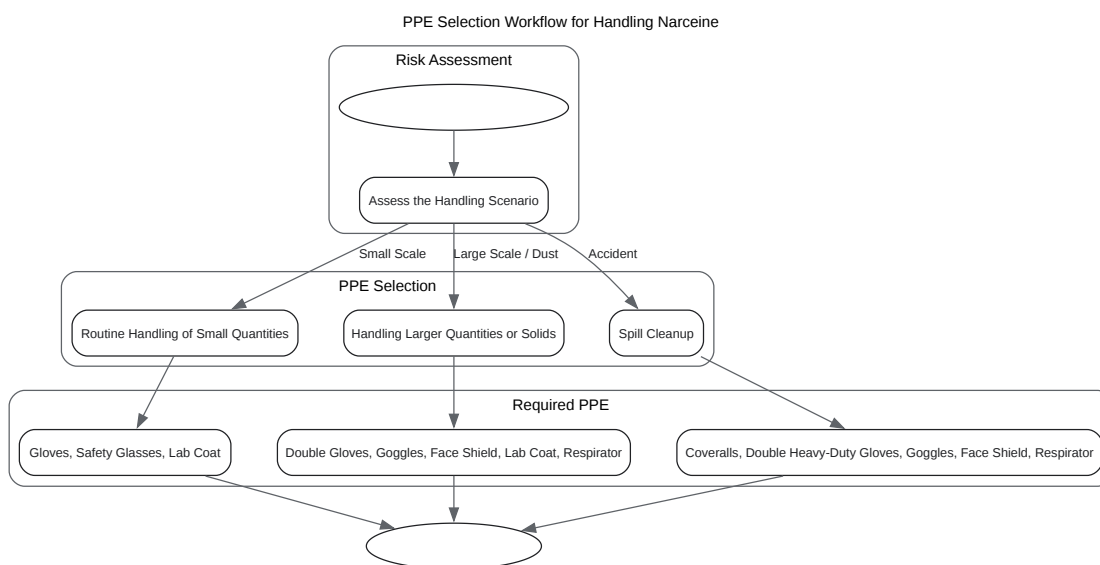 PPE Selection Workflow for Handling Narceine
Risk Assessment
Assess the Handling Scenario
Small Scale
Large Scale / Dust
Accident
PPE Selection
Routine Handling of Small Quantities
Handling Larger Quantities or Solids
Spill Cleanup
Required PPE
Gloves, Safety Glasses, Lab Coat
Double Gloves, Goggles, Face Shield, Lab Coat, Respirator
Coveralls, Double Heavy-Duty Gloves, Goggles, Face Shield, Respirator